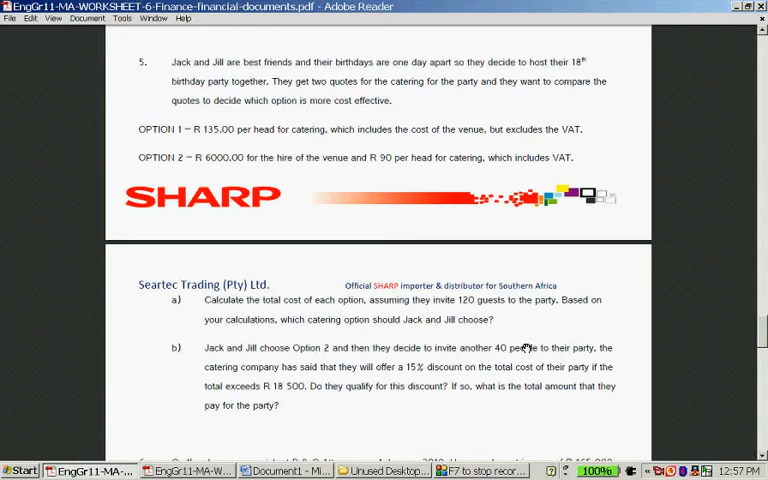 EngGr11-MA-WORKSHEET-6-Finance-financial-documents.pdf - Adobe Reader
File Edit View Document Tools Window Help
5. Jack and Jill are best friends and their birthdays are one day apart so they decide to host their 18th
birthday party together. They get two quotes for the catering for the party and they want to compare the
quotes to decide which option is more cost effective.
OPTION 1 – R 135.00 per head for catering, which includes the cost of the venue, but excludes the VAT.
OPTION 2 – R 6000.00 for the hire of the venue and R 90 per head for catering, which includes VAT.
SHARP
Seartec Trading (Pty) Ltd. Official SHARP importer & distributor for Southern Africa
a) Calculate the total cost of each option, assuming they invite 120 guests to the party. Based on
your calculations, which catering option should Jack and Jill choose?
b) Jack and Jill choose Option 2 and then they decide to invite another 40 people to their party, the
catering company has said that they will offer a 15% discount on the total cost of their party if the
total exceeds R 18 500. Do they qualify for this discount? If so, what is the total amount that they
pay for the party?
Start EngGr11-MA-... EngGr11-MA-W... Document1 - Mi... Unused Desktop... F7 to stop recor... 100% 12:57 PM